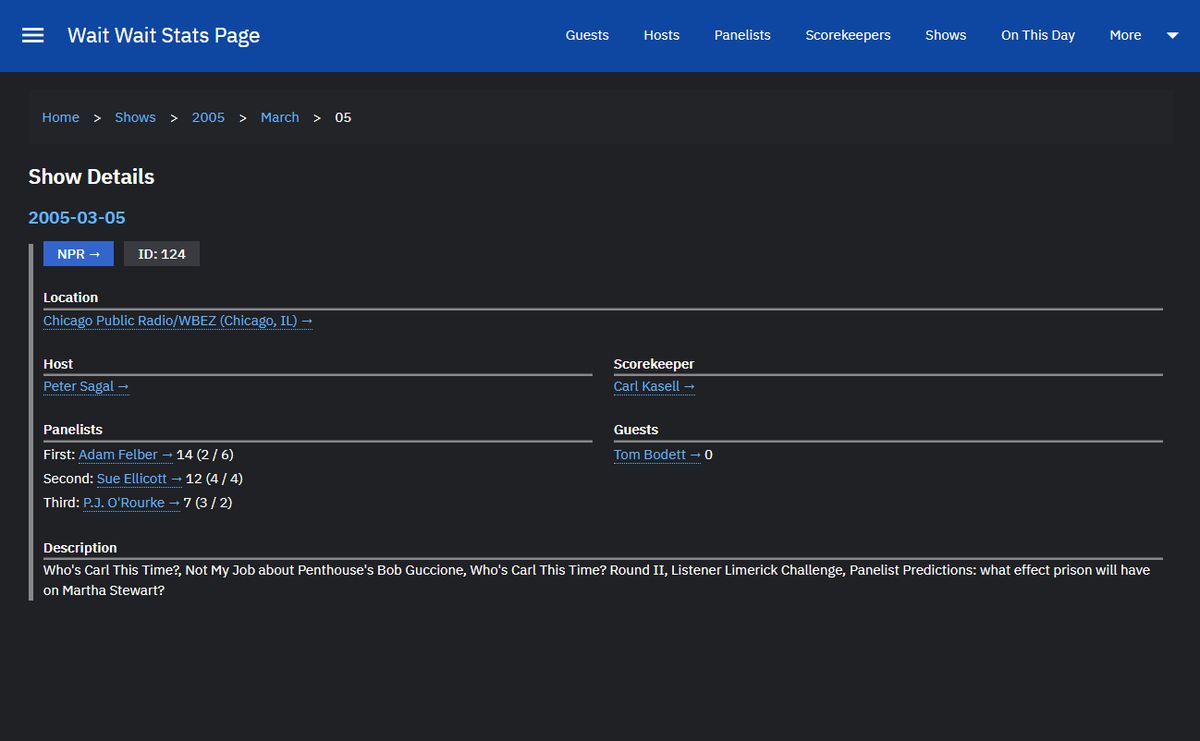 Wait Wait Stats Page
Guests Hosts Panelists Scorekeepers Shows On This Day More
Home > Shows > 2005 > March > 05
Show Details
2005-03-05
NPR → ID: 124
Location
Chicago Public Radio/WBEZ (Chicago, IL) →
Host
Peter Sagal →
Scorekeeper
Carl Kasell →
Panelists
First: Adam Felber → 14 (2 / 6)
Second: Sue Ellicott → 12 (4 / 4)
Third: P.J. O'Rourke → 7 (3 / 2)
Guests
Tom Bodett → 0
Description
Who's Carl This Time?, Not My Job about Penthouse's Bob Guccione, Who's Carl This Time? Round II, Listener Limerick Challenge, Panelist Predictions: what effect prison will have
on Martha Stewart?